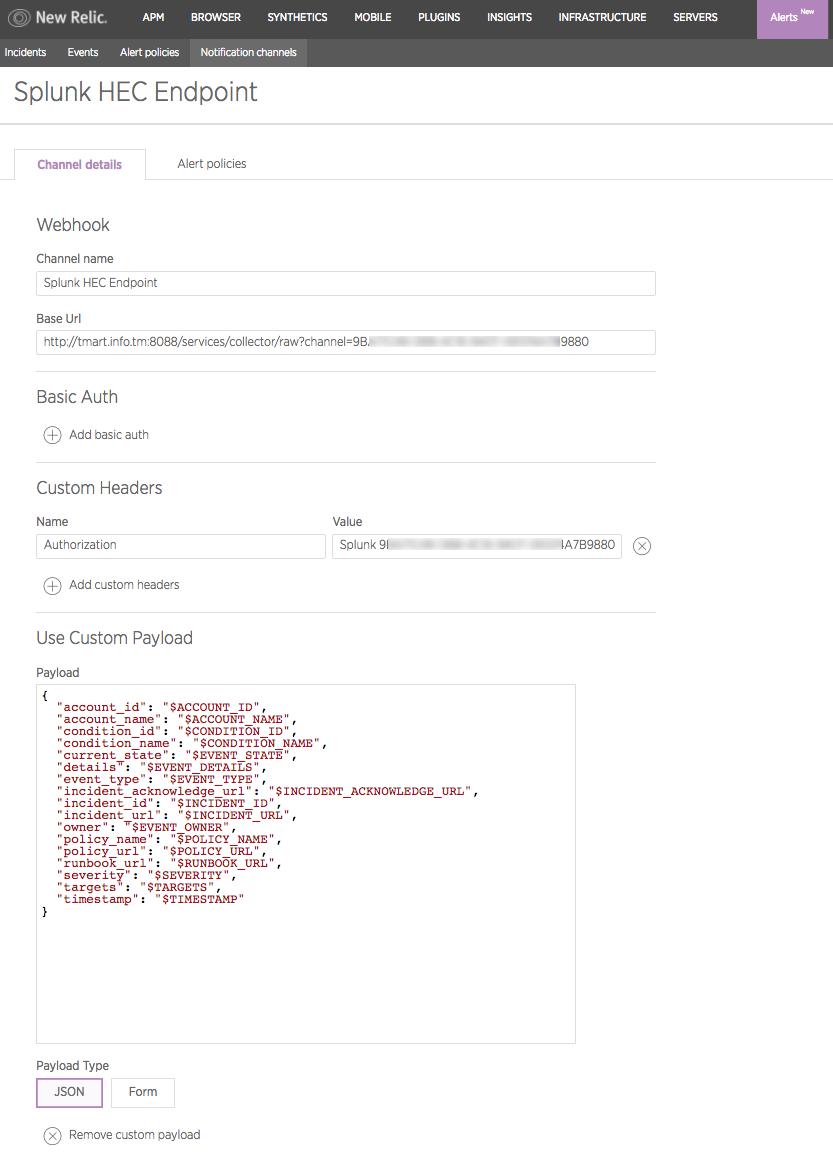 New Relic. APM BROWSER SYNTHETICS MOBILE PLUGINS INSIGHTS INFRASTRUCTURE SERVERS Alerts New
Incidents Events Alert policies Notification channels
Splunk HEC Endpoint
Channel details Alert policies
Webhook
Channel name
Splunk HEC Endpoint
Base Url
http://tmart.info.tm:8088/services/collector/raw?channel=9B 9880
Basic Auth
Add basic auth
Custom Headers
Name Value
Authorization Splunk 9 4A7B9880
Add custom headers
Use Custom Payload
Payload
{
"account_id": "$ACCOUNT_ID",
"account_name": "$ACCOUNT_NAME",
"condition_id": "$CONDITION_ID",
"condition_name": "$CONDITION_NAME",
"current_state": "$EVENT_STATE",
"details": "$EVENT_DETAILS",
"event_type": "$EVENT_TYPE",
"incident_acknowledge_url": "$INCIDENT_ACKNOWLEDGE_URL",
"incident_id": "$INCIDENT_ID",
"incident_url": "$INCIDENT_URL",
"owner": "$EVENT_OWNER",
"policy_name": "$POLICY_NAME",
"policy_url": "$POLICY_URL",
"runbook_url": "$RUNBOOK_URL",
"severity": "$SEVERITY",
"targets": "$TARGETS",
"timestamp": "$TIMESTAMP"
}
Payload Type
JSON Form
Remove custom payload